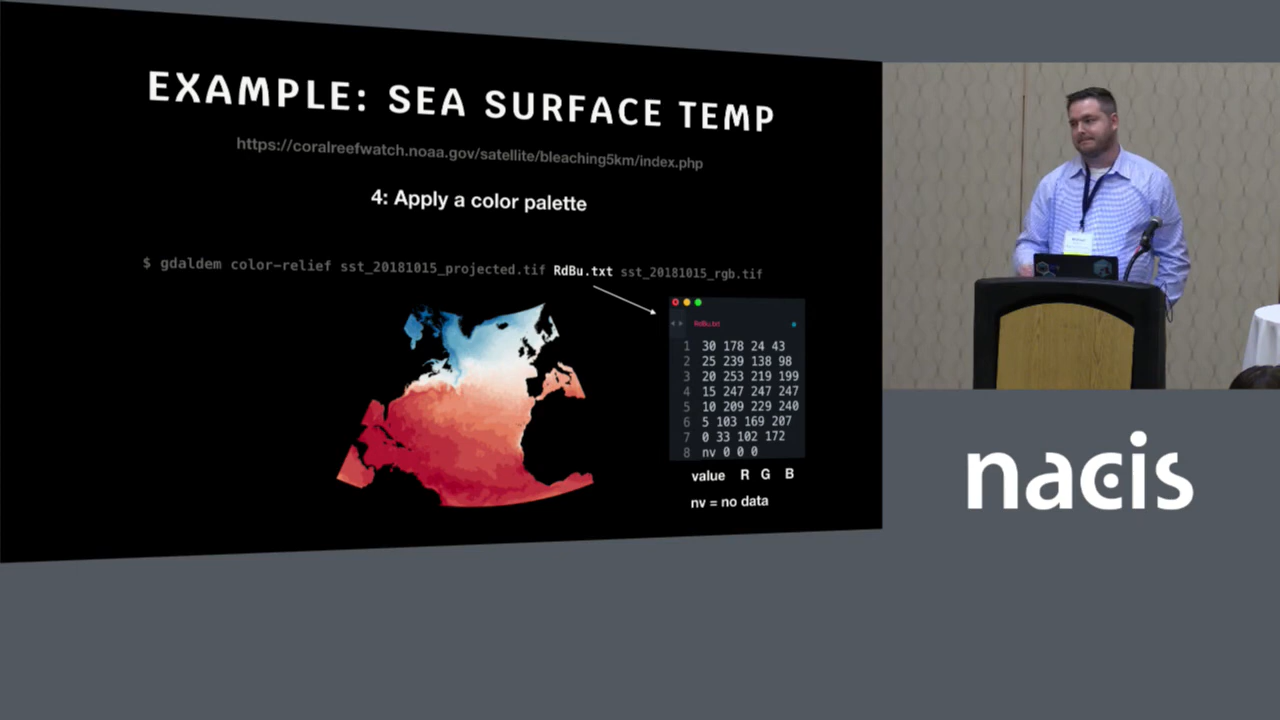 EXAMPLE: SEA SURFACE TEMP
https://coralreefwatch.noaa.gov/satellite/bleaching5km/index.php
4: Apply a color palette
$ gdaldem color-relief sst_20181015_projected.tif RdBu.txt sst_20181015_rgb.tif
RdBu.txt
1 30 178 24 43
2 25 239 138 98
3 20 253 219 199
4 15 247 247 247
5 10 209 229 240
6 5 103 169 207
7 0 33 102 172
8 nv 0 0 0
value R G B
nv = no data
nacis